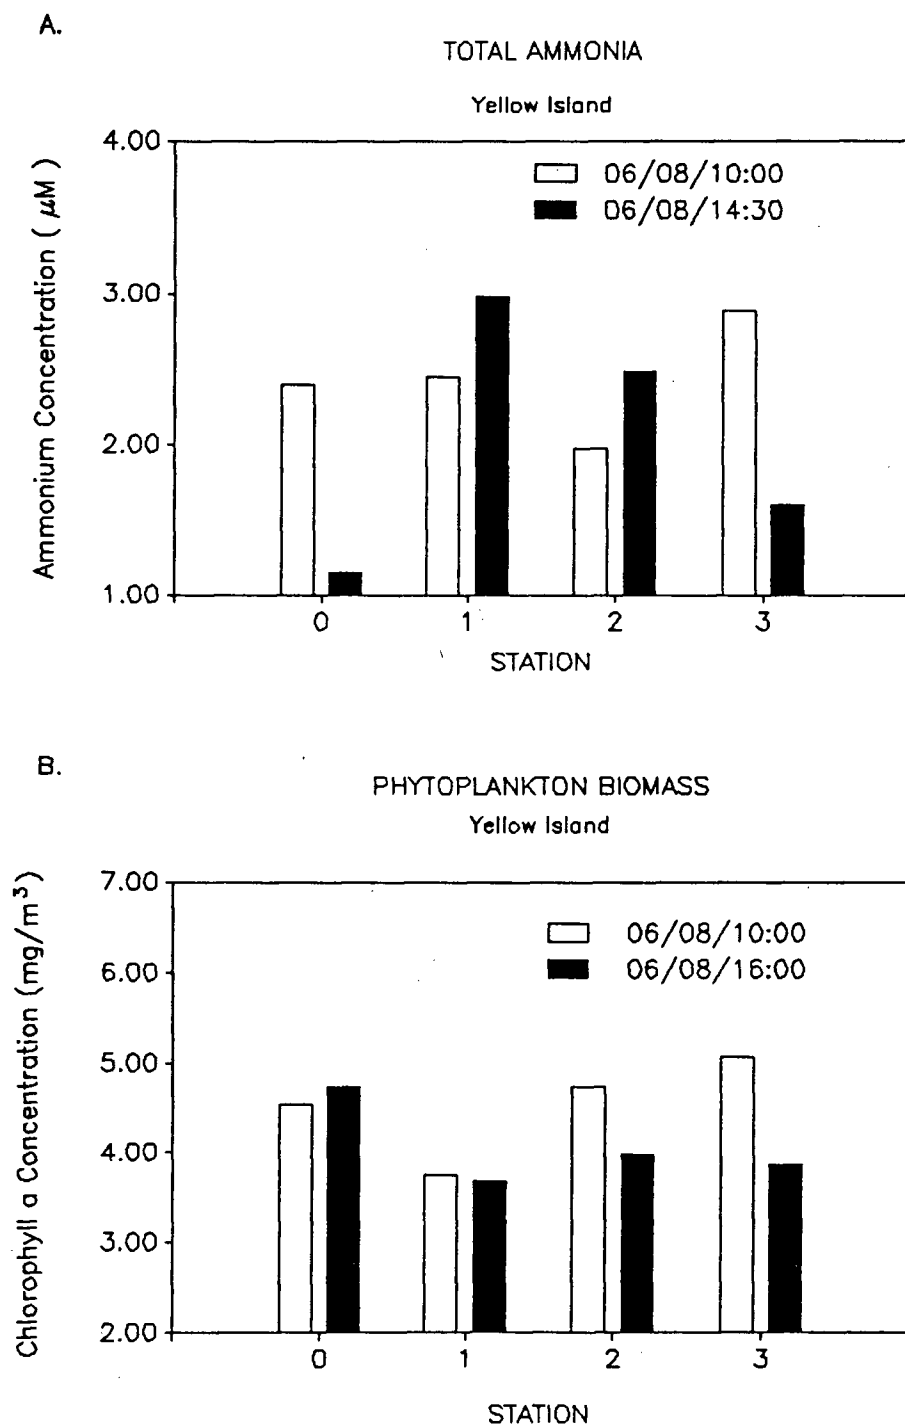 A.
TOTAL AMMONIA
Yellow Island
Ammonium Concentration ( μM )
4.00
3.00
2.00
1.00
06/08/10:00
06/08/14:30
0 1 2 3
STATION
B.
PHYTOPLANKTON BIOMASS
Yellow Island
Chlorophyll a Concentration (mg/m³)
7.00
6.00
5.00
4.00
3.00
2.00
06/08/10:00
06/08/16:00
0 1 2 3
STATION